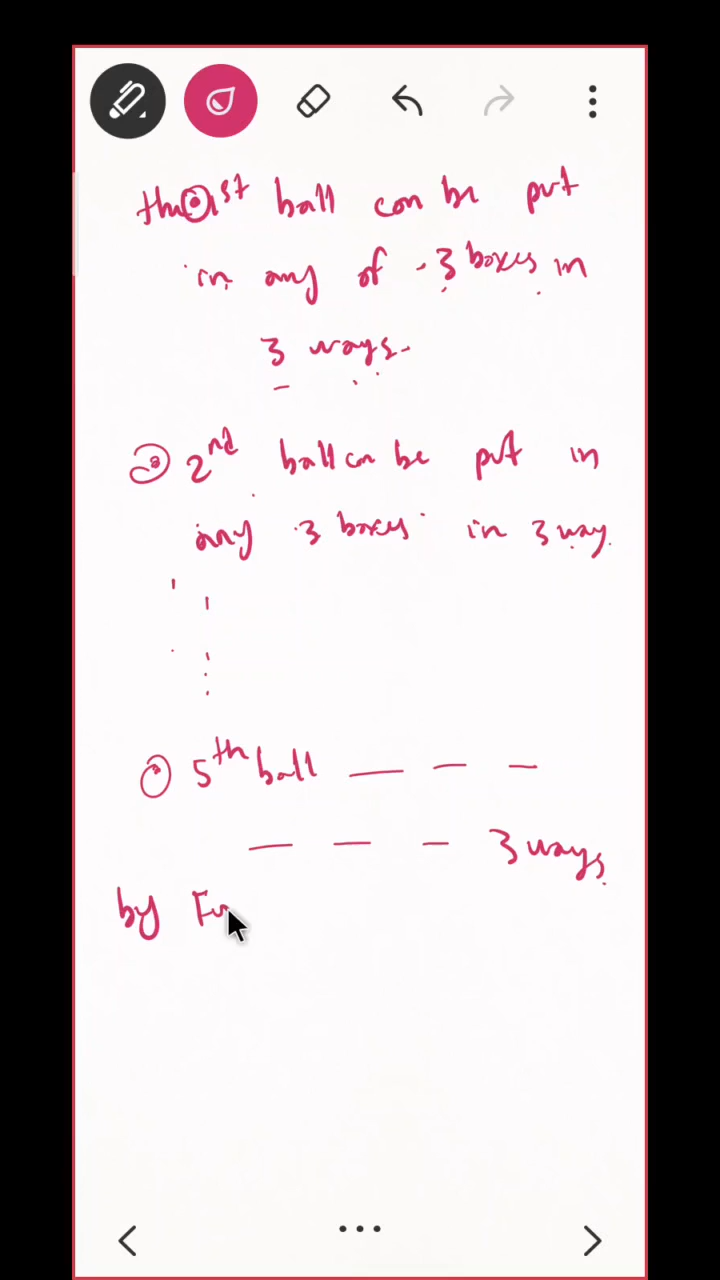 the 1st ball can be put
in any of 3 boxes in
3 ways.
2nd ball can be put in
any 3 boxes in 3 way
5th ball — — —
— — — 3 ways
by Fu